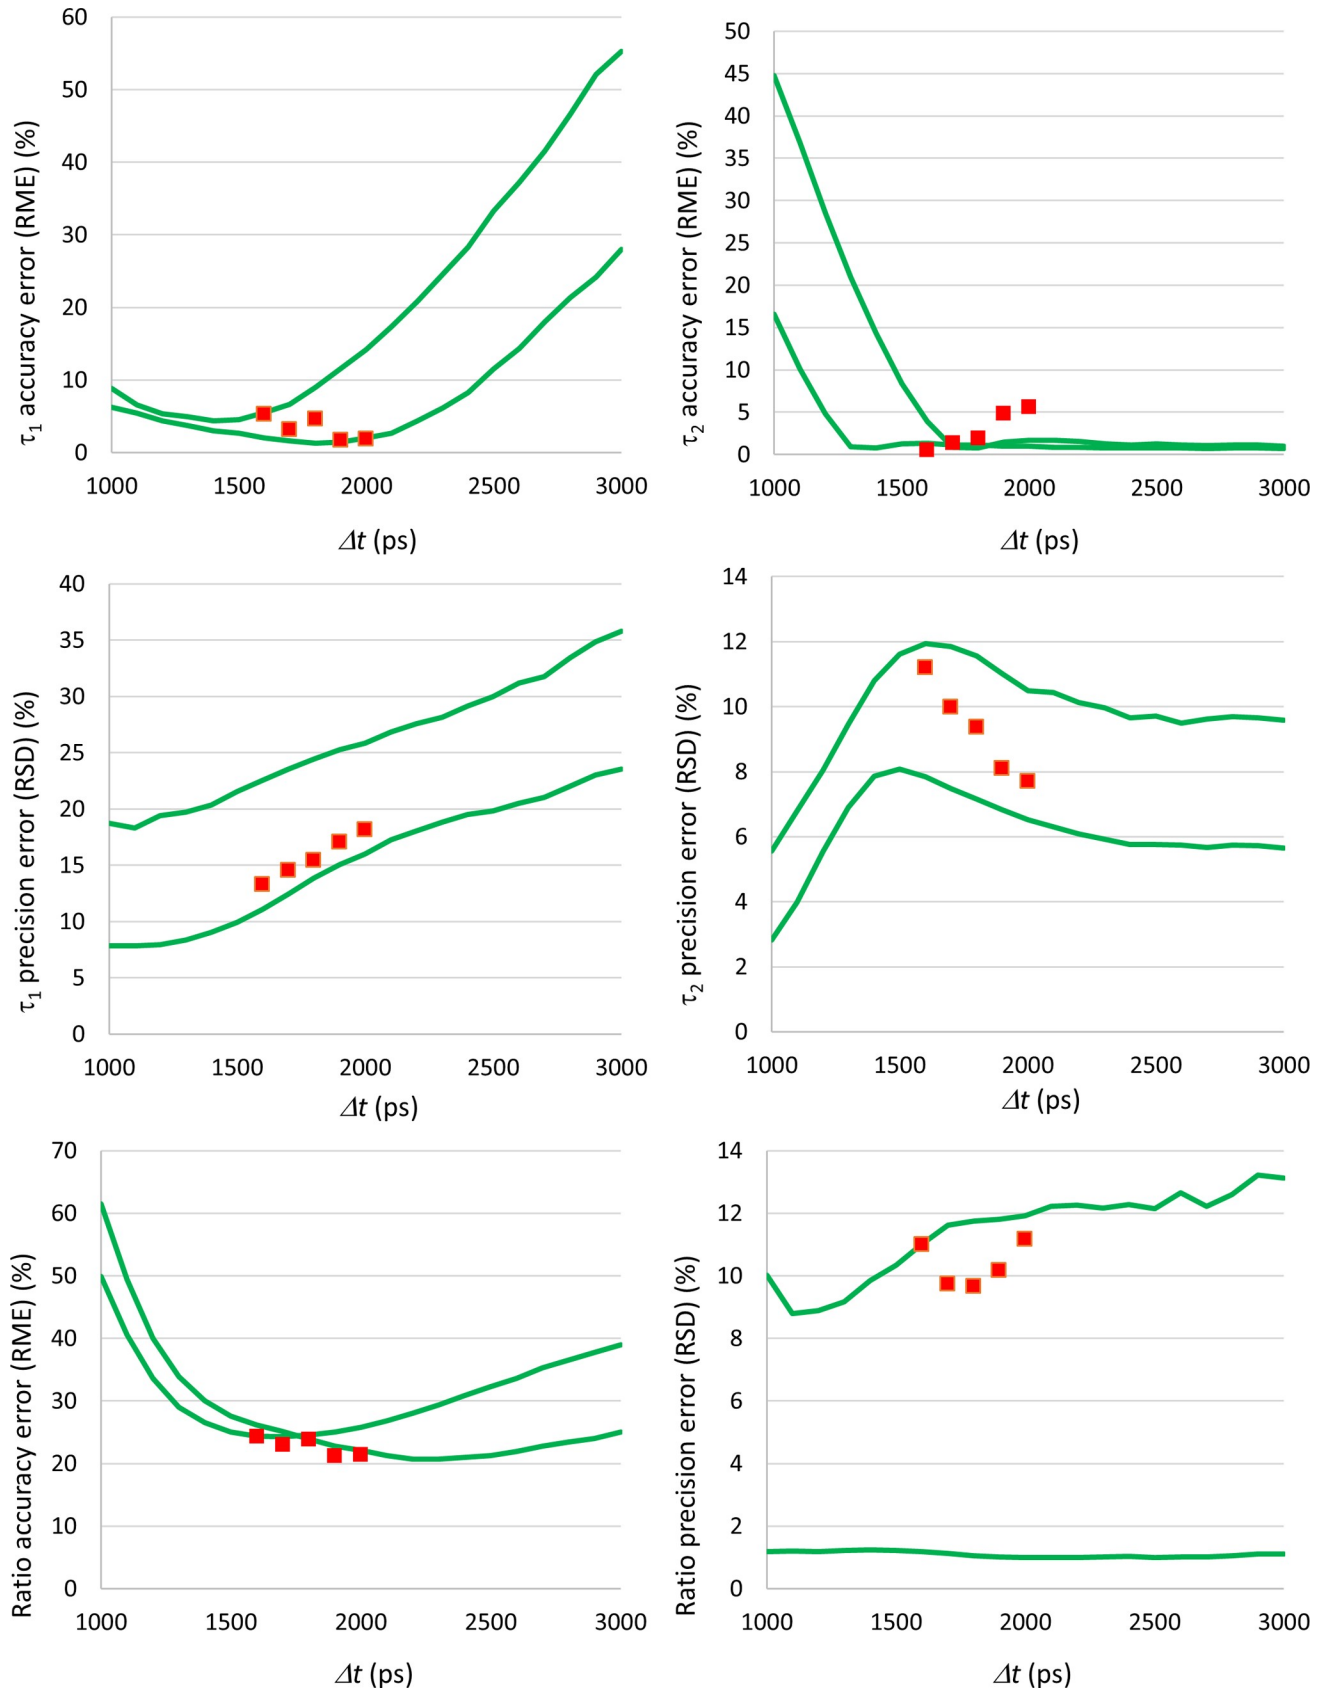 τ1 accuracy error (RME) (%)
60
50
40
30
20
10
0
1000 1500 2000 2500 3000
Δt (ps)
τ2 accuracy error (RME) (%)
50
45
40
35
30
25
20
15
10
5
0
1000 1500 2000 2500 3000
Δt (ps)
τ1 precision error (RSD) (%)
40
35
30
25
20
15
10
5
0
1000 1500 2000 2500 3000
Δt (ps)
τ2 precision error (RSD) (%)
14
12
10
8
6
4
2
0
1000 1500 2000 2500 3000
Δt (ps)
Ratio accuracy error (RME) (%)
70
60
50
40
30
20
10
0
1000 1500 2000 2500 3000
Δt (ps)
Ratio precision error (RSD) (%)
14
12
10
8
6
4
2
0
1000 1500 2000 2500 3000
Δt (ps)